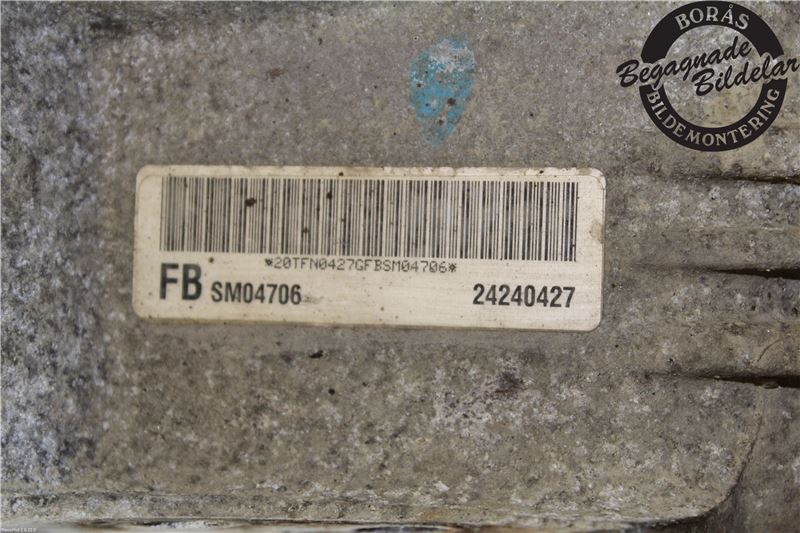 BORÅS
Begagnade
Bildelar
BILDEMONTERING
*20TFN0427GFBSM04706*
FB SM04706 24240427